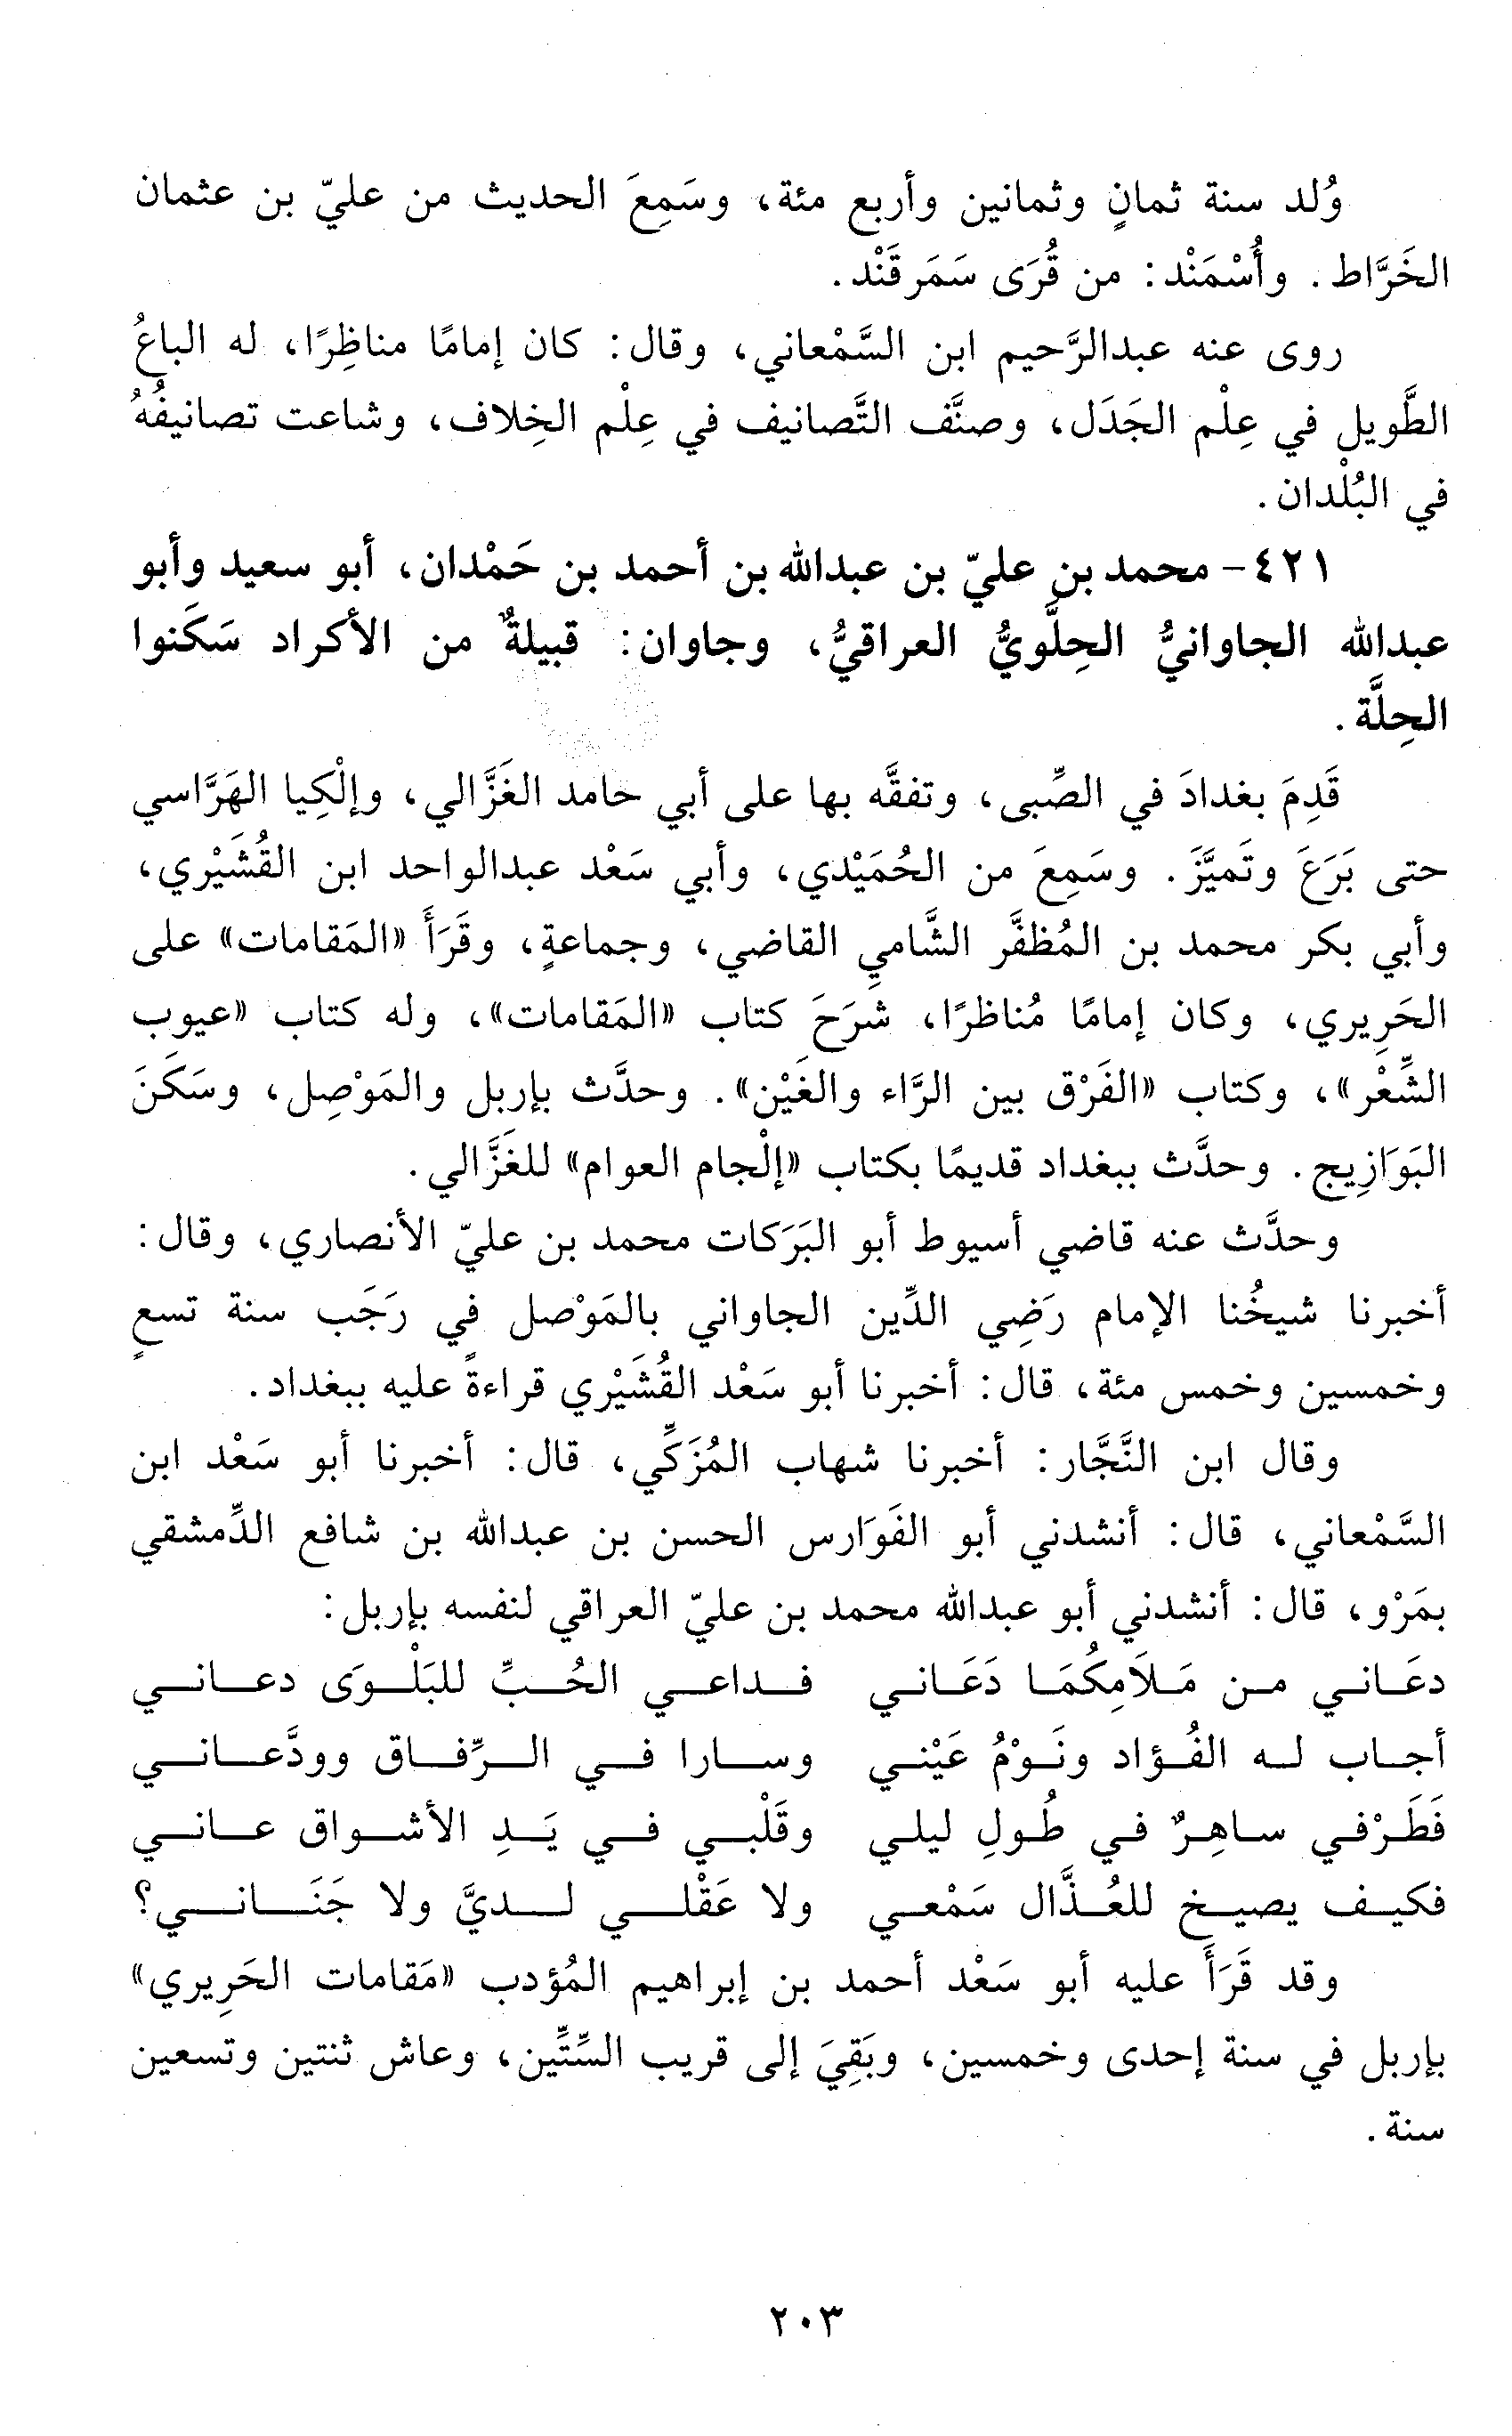 وُلد سنة ثمانٍ وثمانين وأربع مئة، وسَمِعَ الحديث من عليّ بن عثمان
الخَرَّاط. وأُسْمَنْد: من قُرَى سَمَرقَنْد.
روى عنه عبدالرَّحيم ابن السَّمْعاني، وقال: كان إمامًا مناظِرًا، له الباعُ
الطَّويل في عِلْم الجَدَل، وصنَّف التَّصانيف في عِلْم الخِلاف، وشاعت تصانيفُهُ
في البُلْدان.
٤٢١- محمد بن عليّ بن عبدالله بن أحمد بن حَمْدان، أبو سعيد وأبو
عبدالله الجاوانيُّ الحِلَّويُّ العراقيُّ، وجاوان: قبيلةٌ من الأكراد سَكَنوا
الحِلَّة.
قَدِمَ بغدادَ في الصِّبى، وتفقَّه بها على أبي حامد الغَزَّالي، وإلْكِيا الهَرَّاسي
حتى بَرَعَ وتَميَّزَ. وسَمِعَ من الحُمَيْدي، وأبي سَعْد عبدالواحد ابن القُشَيْري،
وأبي بكر محمد بن المُظفَّر الشَّامي القاضي، وجماعةٍ، وقَرَأَ «المَقامات» على
الحَرِيري، وكان إمامًا مُناظرًا، شرَحَ كتاب «المَقامات»، وله كتاب «عيوب
الشِّعْر»، وكتاب «الفَرْق بين الرَّاء والغَيْن». وحدَّث بإربل والمَوْصِل، وسَكَنَ
البَوَازِيج. وحدَّث ببغداد قديمًا بكتاب «إلْجام العوام» للغَزَّالي.
وحدَّث عنه قاضي أسيوط أبو البَرَكات محمد بن عليّ الأنصاري، وقال:
أخبرنا شيخُنا الإمام رَضِي الدِّين الجاواني بالمَوْصل في رَجَب سنة تسعٍ
وخمسين وخمس مئة، قال: أخبرنا أبو سَعْد القُشَيْري قراءةً عليه ببغداد.
وقال ابن النَّجَّار: أخبرنا شهاب المُزَكِّي، قال: أخبرنا أبو سَعْد ابن
السَّمْعاني، قال: أنشدني أبو الفَوَارس الحسن بن عبدالله بن شافع الدِّمشقي
بمَرْو، قال: أنشدني أبو عبدالله محمد بن عليّ العراقي لنفسه بإربل:
دعَاني من مَلاَمِكُمَا دَعَاني فداعي الحُبِّ للبَلْوَى دعاني
أجاب له الفُؤاد ونَوْمُ عَيْني وسارا في الرِّفاق وودَّعاني
فَطَرْفي ساهِرٌ في طُولِ ليلي وقَلْبي في يَدِ الأشواق عاني
فكيف يصيخ للعُذَّال سَمْعي ولا عَقْلي لديَّ ولا جَنَاني؟
وقد قَرَأَ عليه أبو سَعْد أحمد بن إبراهيم المُؤدب «مَقامات الحَرِيري»
بإربل في سنة إحدى وخمسين، وبَقِيَ إلى قريب السِّتِّين، وعاش ثنتين وتسعين
سنة.
٢٠٣